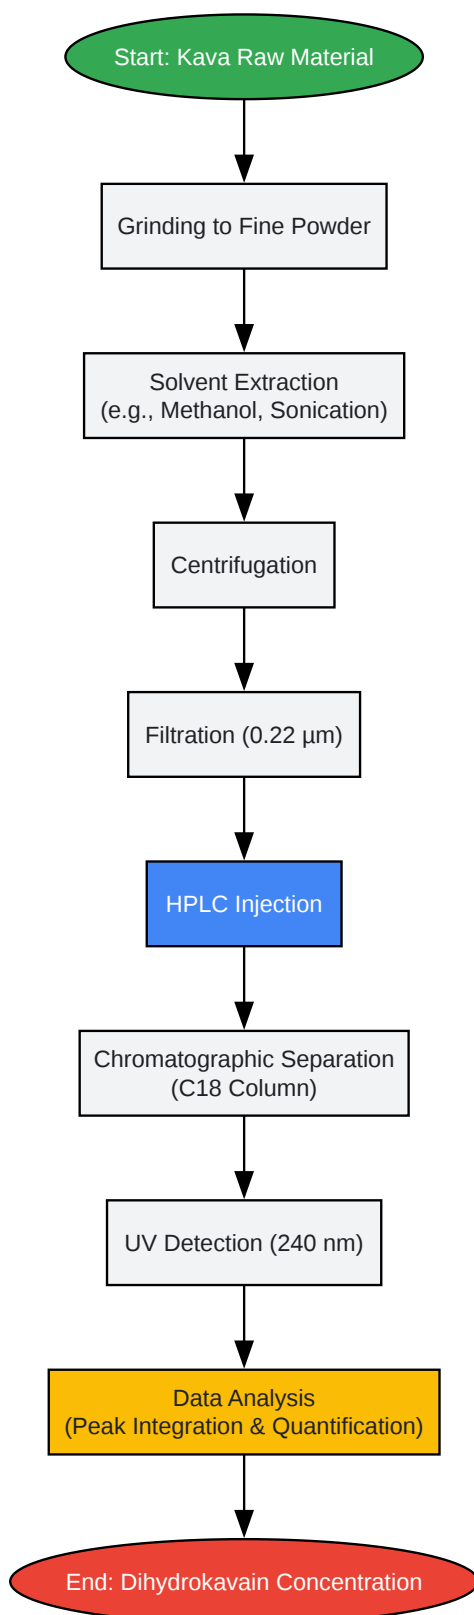 Start: Kava Raw Material
Grinding to Fine Powder
Solvent Extraction
(e.g., Methanol, Sonication)
Centrifugation
Filtration (0.22 µm)
HPLC Injection
Chromatographic Separation
(C18 Column)
UV Detection (240 nm)
Data Analysis
(Peak Integration & Quantification)
End: Dihydrokavain Concentration